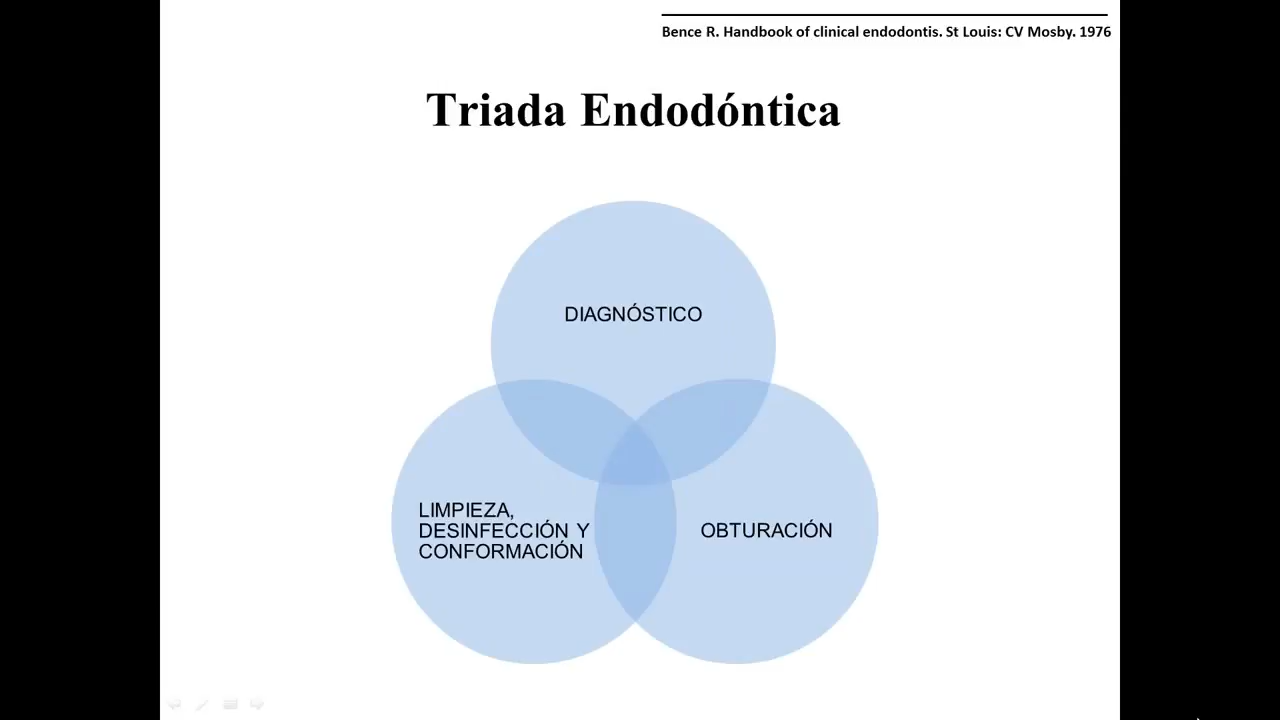 Bence R. Handbook of clinical endodontis. St Louis: CV Mosby. 1976
Triada Endodóntica
DIAGNÓSTICO
LIMPIEZA,
DESINFECCIÓN Y
CONFORMACIÓN
OBTURACIÓN